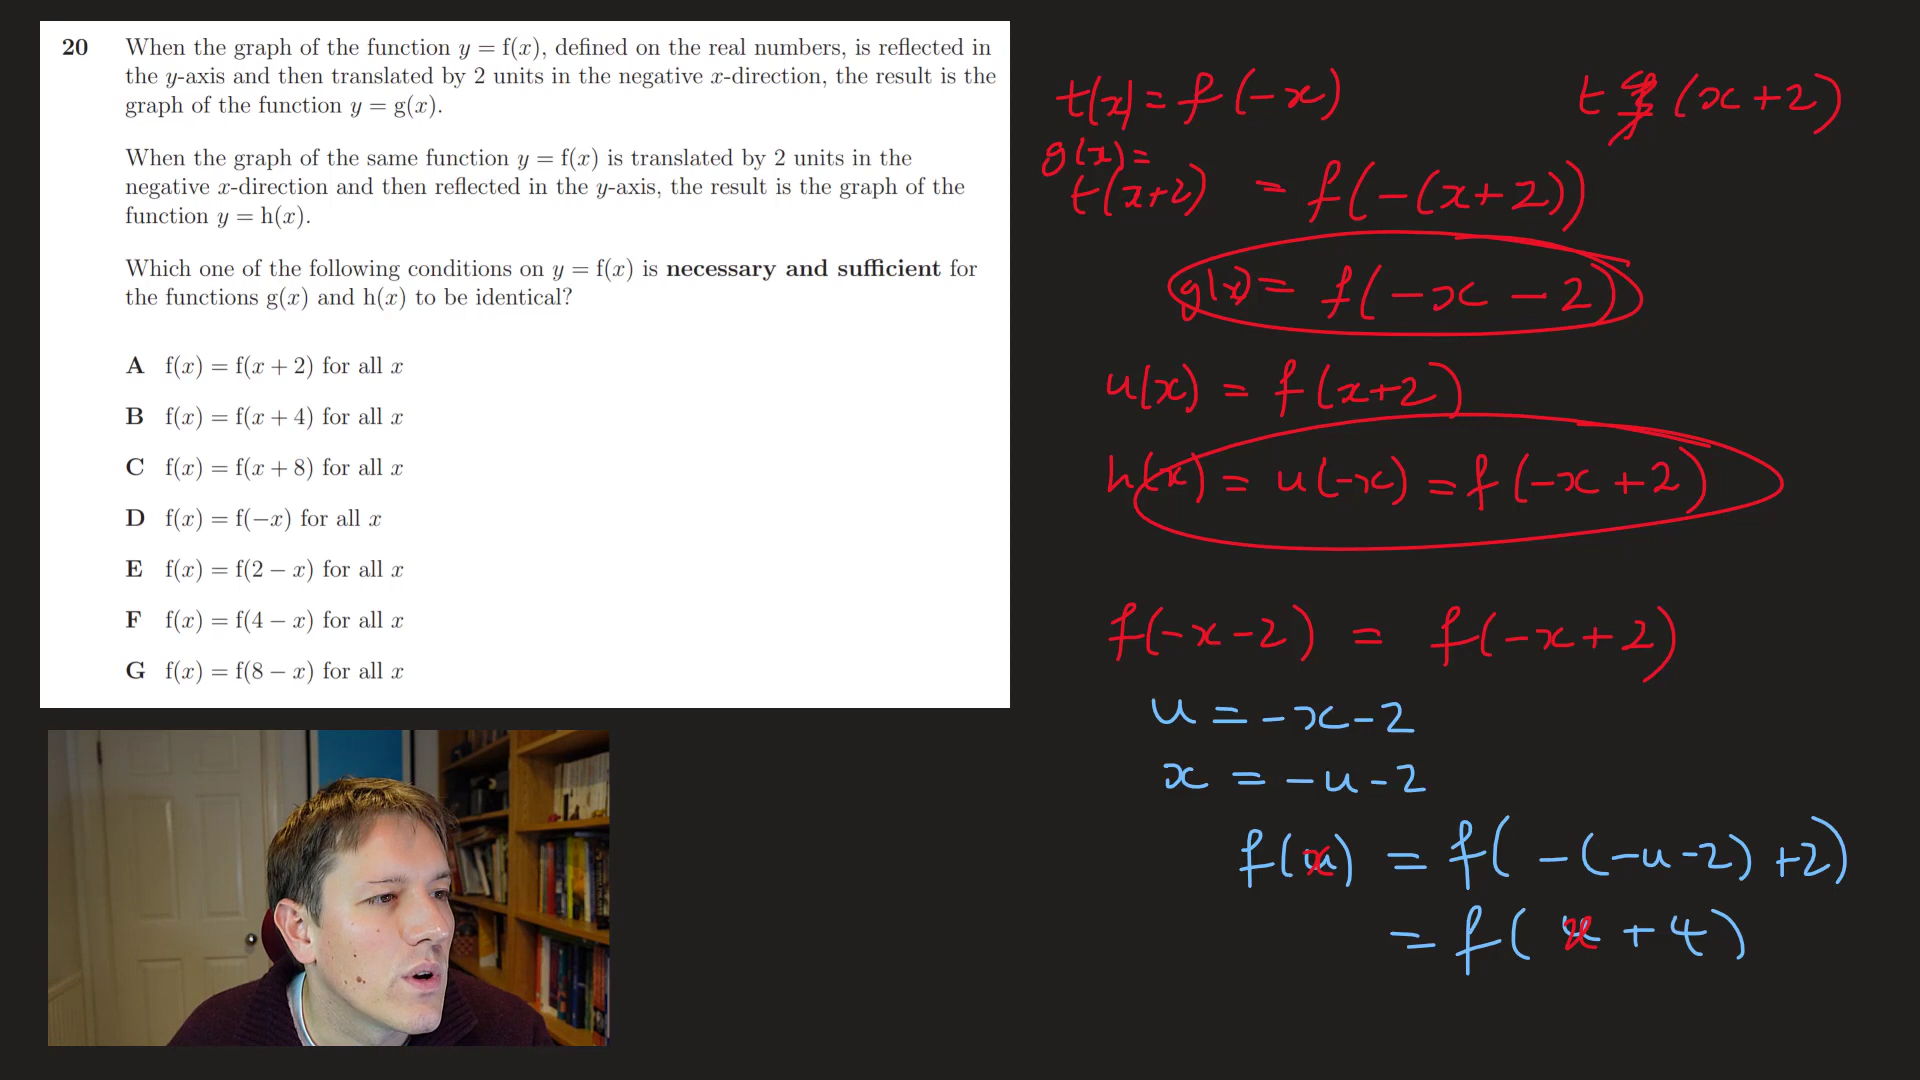 20 When the graph of the function y = f(x), defined on the real numbers, is reflected in
the y-axis and then translated by 2 units in the negative x-direction, the result is the
graph of the function y = g(x).
When the graph of the same function y = f(x) is translated by 2 units in the
negative x-direction and then reflected in the y-axis, the result is the graph of the
function y = h(x).
Which one of the following conditions on y = f(x) is necessary and sufficient for
the functions g(x) and h(x) to be identical?
A f(x) = f(x + 2) for all x
B f(x) = f(x + 4) for all x
C f(x) = f(x + 8) for all x
D f(x) = f(−x) for all x
E f(x) = f(2 − x) for all x
F f(x) = f(4 − x) for all x
G f(x) = f(8 − x) for all x
t(x) = f(-x)
t (x+2)
g(x) =
t(x+2) = f(-(x+2))
g(x) = f(-x-2)
u(x) = f(x+2)
h(x) = u(-x) = f(-x+2)
f(-x-2) = f(-x+2)
u = -x-2
x = -u-2
f(x) = f(-(-u-2)+2)
= f(x+4)